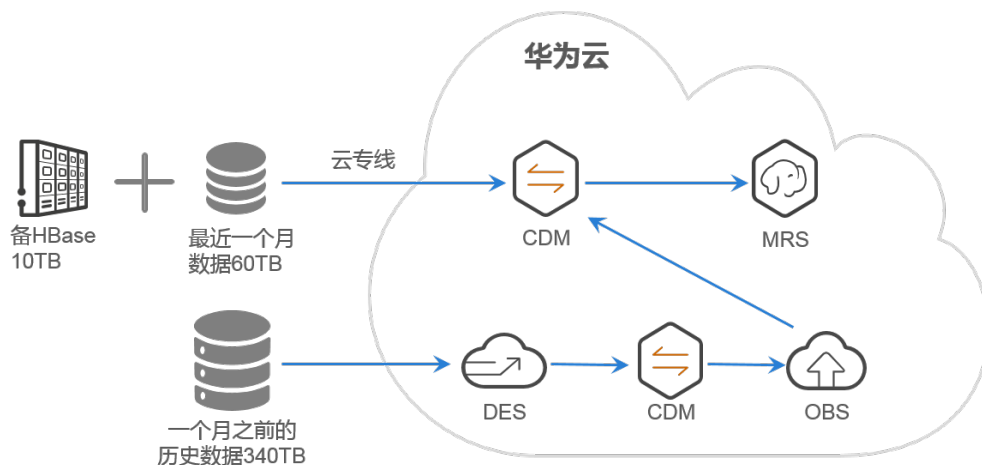 华为云
云专线
备HBase
10TB
最近一个月
数据60TB
CDM
MRS
一个月之前的
历史数据340TB
DES
CDM
OBS